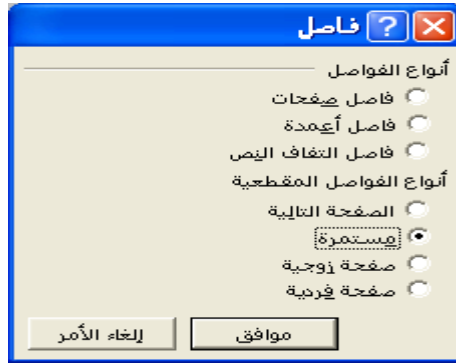 فاصل
أنواع الفواصل
فاصل صفحات
فاصل أعمدة
فاصل التفاف النص
أنواع الفواصل المقطعية
الصفحة التالية
مستمرة
صفحة زوجية
صفحة فردية
موافق إلغاء الأمر